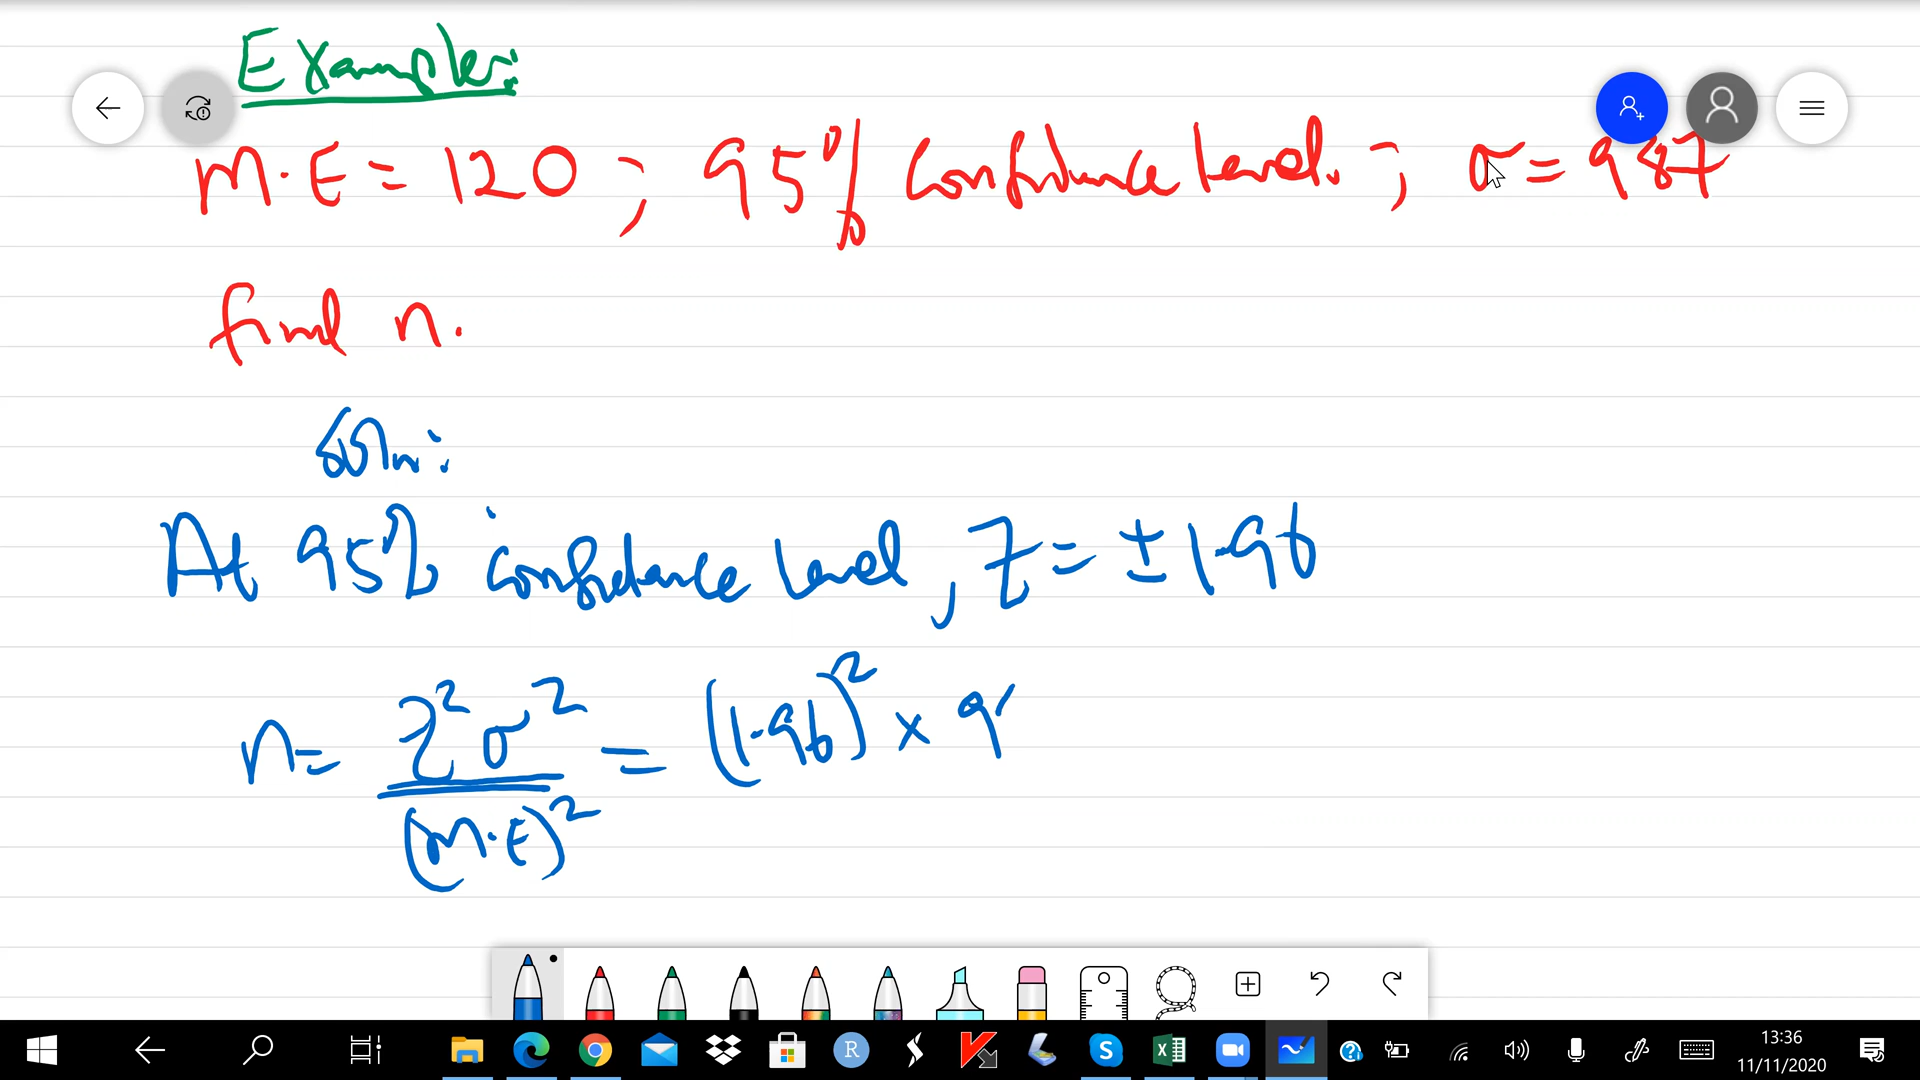 Example:
M.E = 120 ; 95% Confidence Level. ; σ = 987
find n.
Soln:
At 95% confidence level, Z = ± 1.96
n = Z²σ² / (M.E)² = (1.96)² × 9
R
13:36
11/11/2020